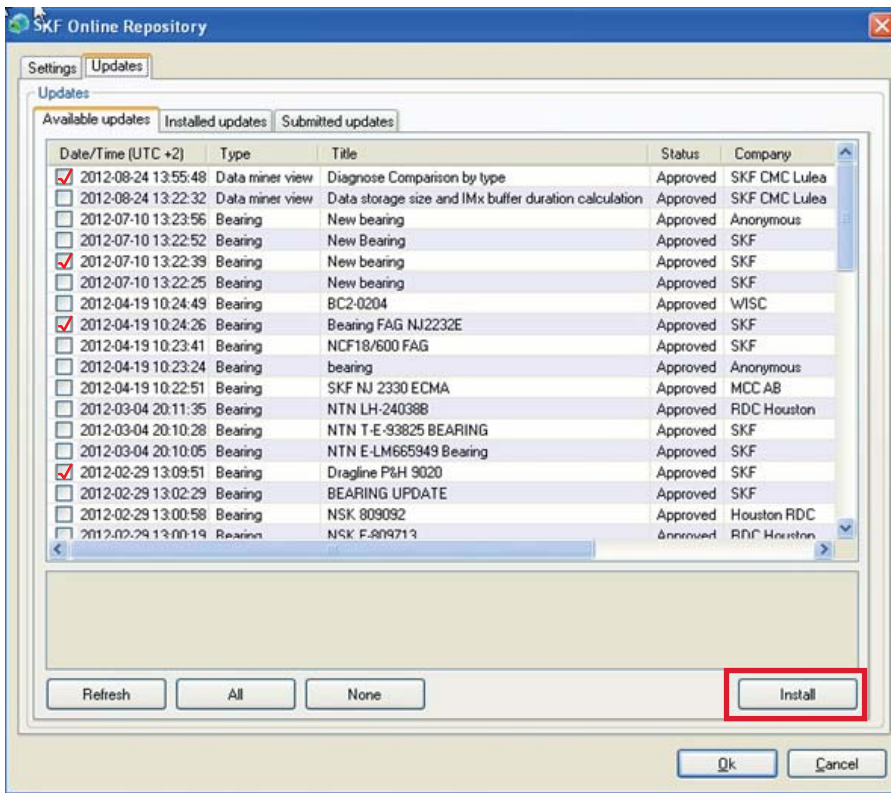 SKF Online Repository
Settings Updates
Updates
Available updates Installed updates Submitted updates
Date/Time (UTC +2) Type Title Status Company
2012-08-24 13:55:48 Data miner view Diagnose Comparison by type Approved SKF CMC Lulea
2012-08-24 13:22:32 Data miner view Data storage size and IMx buffer duration calculation Approved SKF CMC Lulea
2012-07-10 13:23:56 Bearing New bearing Approved Anonymous
2012-07-10 13:22:52 Bearing New Bearing Approved SKF
2012-07-10 13:22:39 Bearing New bearing Approved SKF
2012-07-10 13:22:25 Bearing New bearing Approved SKF
2012-04-19 10:24:49 Bearing BC2-0204 Approved WISC
2012-04-19 10:24:26 Bearing Bearing FAG NJ2232E Approved SKF
2012-04-19 10:23:41 Bearing NCF18/600 FAG Approved SKF
2012-04-19 10:23:24 Bearing bearing Approved Anonymous
2012-04-19 10:22:51 Bearing SKF NJ 2330 ECMA Approved MCC AB
2012-03-04 20:11:35 Bearing NTN LH-24038B Approved RDC Houston
2012-03-04 20:10:28 Bearing NTN T-E-93825 BEARING Approved SKF
2012-03-04 20:10:05 Bearing NTN E-LM665949 Bearing Approved SKF
2012-02-29 13:09:51 Bearing Dragline P&H 9020 Approved SKF
2012-02-29 13:02:29 Bearing BEARING UPDATE Approved SKF
2012-02-29 13:00:58 Bearing NSK 809092 Approved Houston RDC
2012-02-29 13:00:19 Bearing NSK F-809713 Approved RDC Houston
Refresh All None Install
Ok Cancel